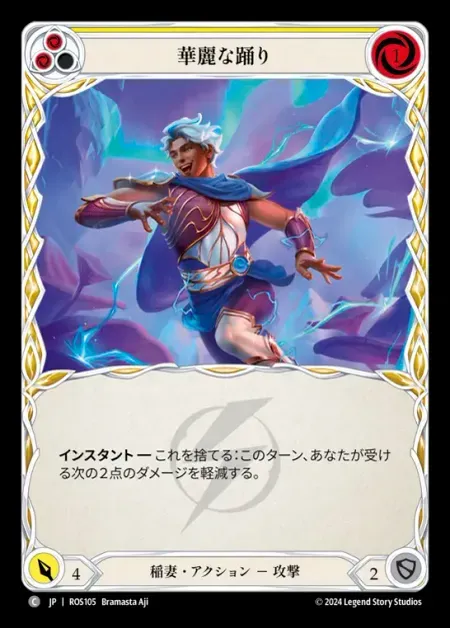 華麗な踊り
1
インスタント ― これを捨てる：このターン、あなたが受け
る次の２点のダメージを軽減する。
4
稲妻・アクション ― 攻撃
2
C JP | ROS105 Bramasta Aji
© 2024 Legend Story Studios